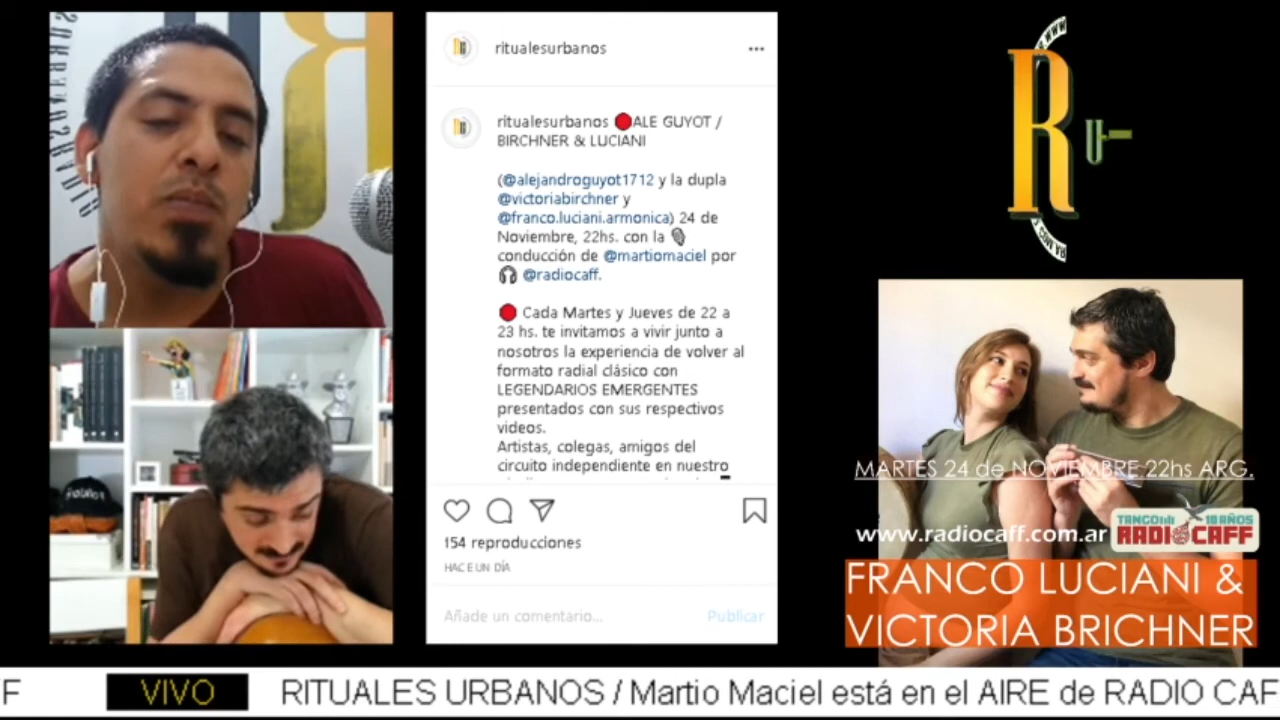 ritualesurbanos
ritualesurbanos 🔴ALE GUYOT /
BIRCHNER & LUCIANI
(@alejandroguyot1712 y la dupla
@victoriabirchner y
@franco.luciani.armonica) 24 de
Noviembre, 22hs. con la 🎙
conducción de @martiomaciel por
🎧 @radiocaff.
🔴 Cada Martes y Jueves de 22 a
23 hs. te invitamos a vivir junto a
nosotros la experiencia de volver al
formato radial clásico con
LEGENDARIOS EMERGENTES
presentados con sus respectivos
videos.
Artistas, colegas, amigos del
circuito independiente en nuestro
154 reproducciones
HACE UN DÍA
Añade un comentario...
Publicar
R U
MARTES 24 de NOVIEMBRE 22hs ARG.
www.radiocaff.com.ar
TANGO 10 AÑOS
RADIO CAFF
FRANCO LUCIANI &
VICTORIA BRICHNER
FF
VIVO
RITUALES URBANOS / Martio Maciel está en el AIRE de RADIO CAF